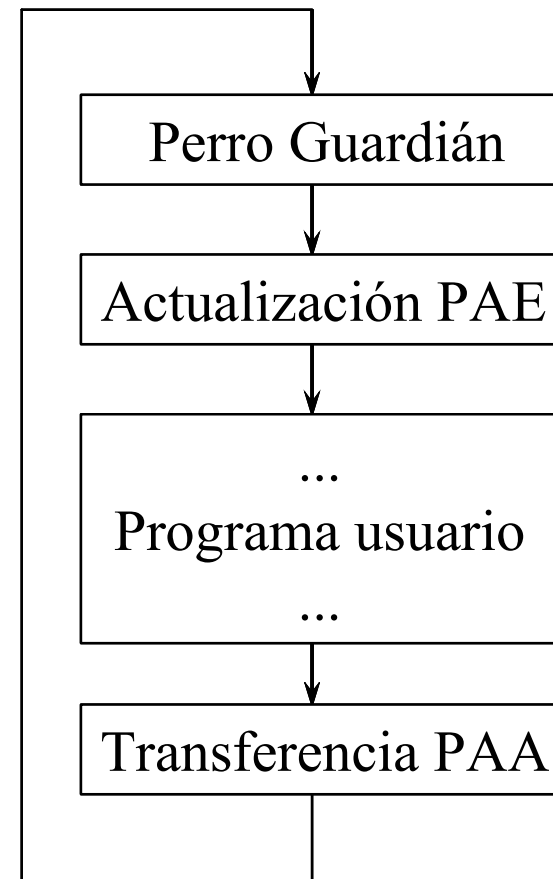 Perro Guardián
Actualización PAE
...
Programa usuario
...
Transferencia PAA